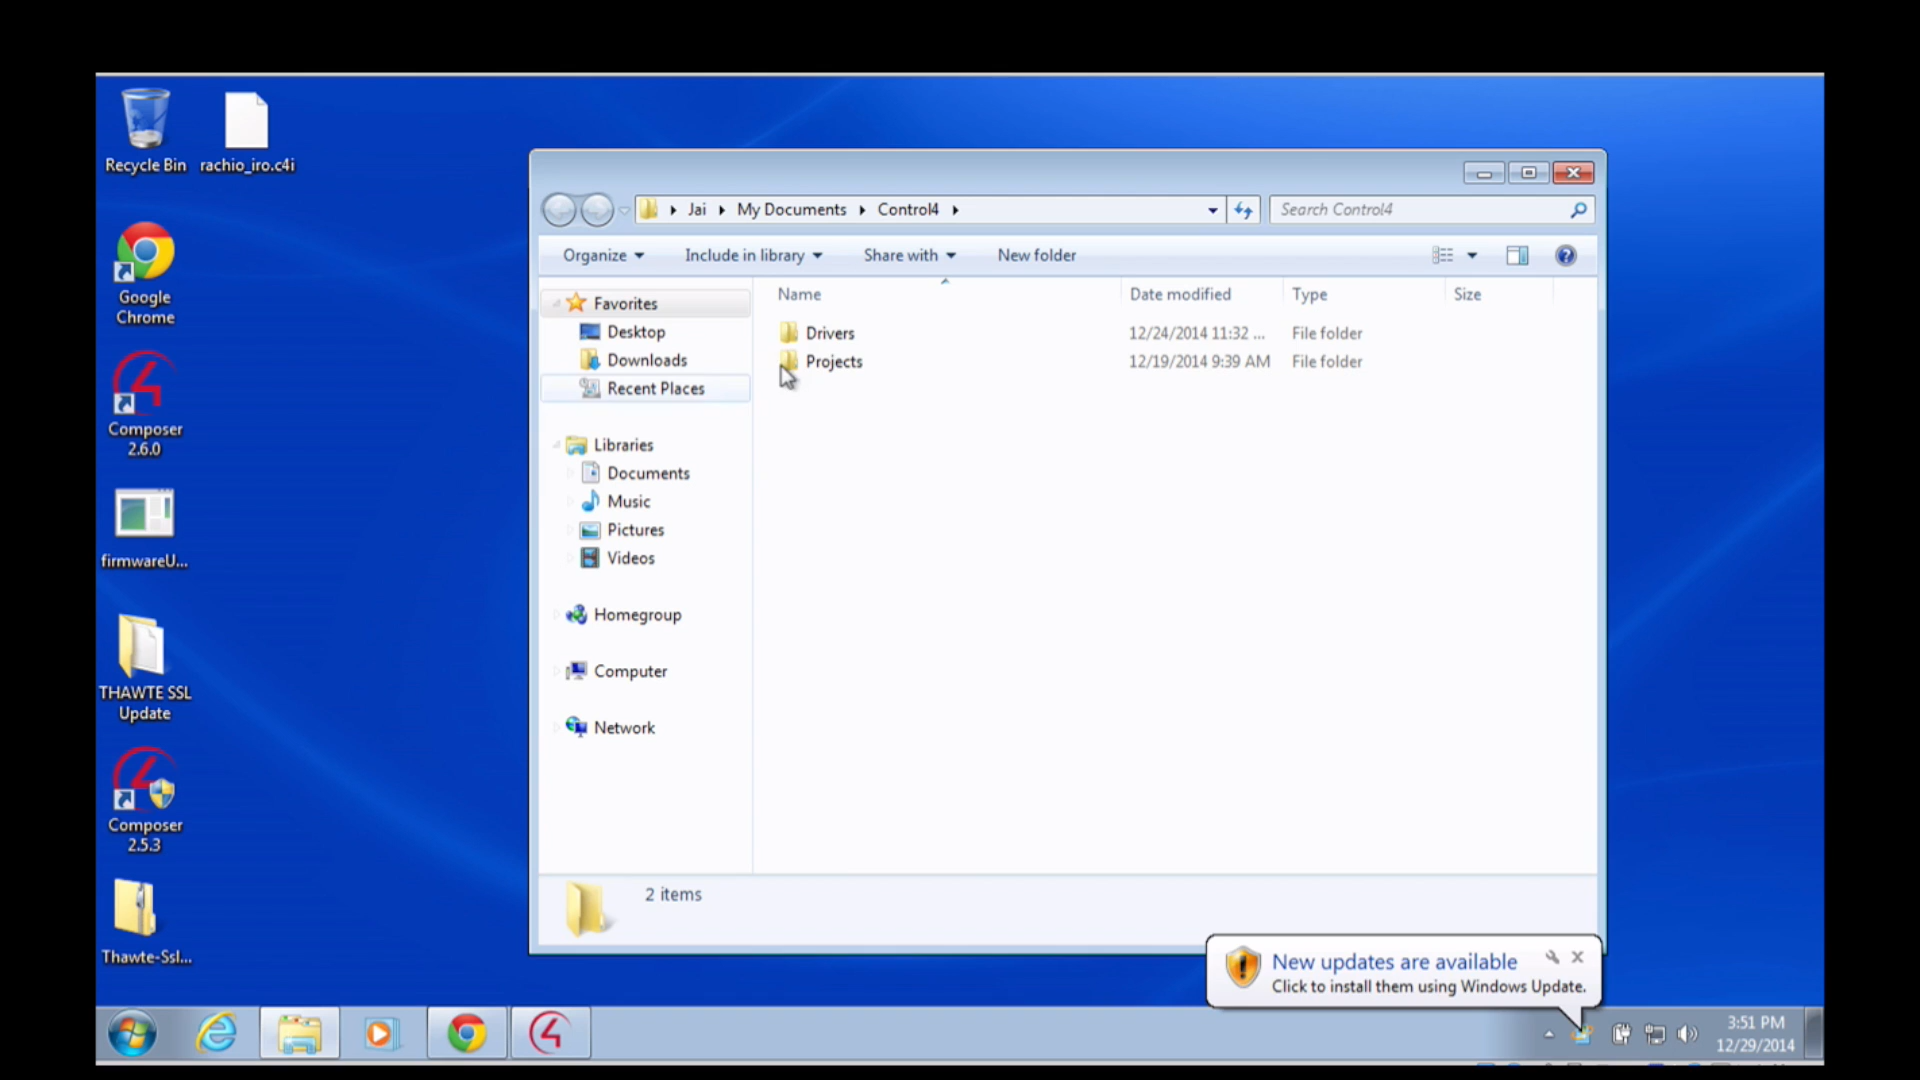 Recycle Bin
rachio_iro.c4i
Google
Chrome
Composer
2.6.0
firmwareU...
THAWTE SSL
Update
Composer
2.5.3
Thawte-Ssl...
Jai
My Documents
Control4
Search Control4
Organize
Include in library
Share with
New folder
Favorites
Desktop
Downloads
Recent Places
Libraries
Documents
Music
Pictures
Videos
Homegroup
Computer
Network
Name
Date modified
Type
Size
Drivers
12/24/2014 11:32 ...
File folder
Projects
12/19/2014 9:39 AM
File folder
2 items
New updates are available
Click to install them using Windows Update.
3:51 PM
12/29/2014